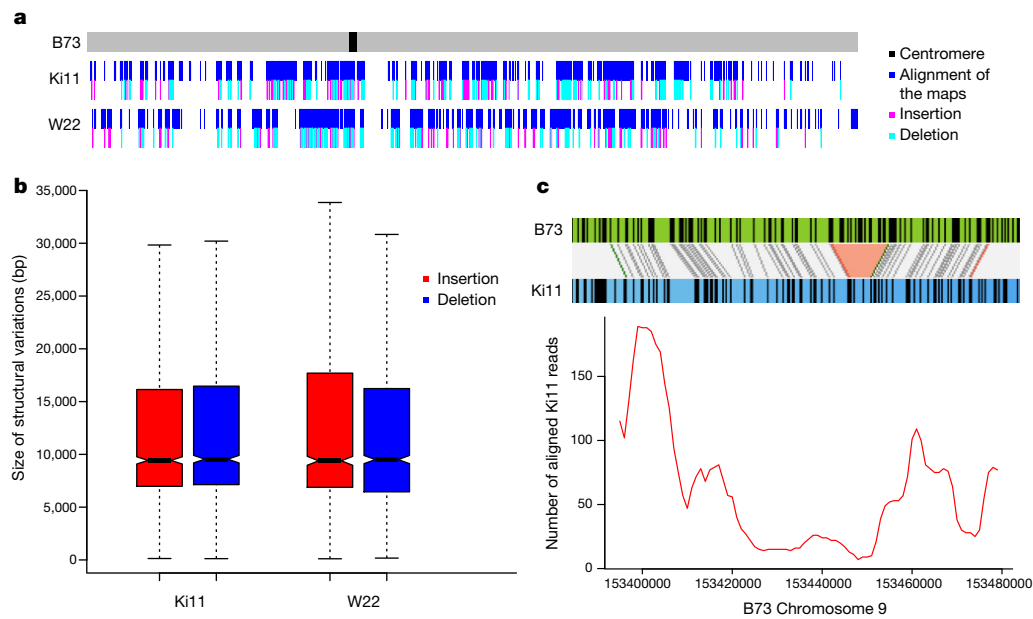 a
B73
Ki11
W22
Centromere
Alignment of
the maps
Insertion
Deletion
b
Size of structural variations (bp)
35,000
30,000
25,000
20,000
15,000
10,000
5,000
0
Insertion
Deletion
Ki11
W22
c
B73
Ki11
Number of aligned Ki11 reads
150
100
50
0
153400000
153420000
153440000
153460000
153480000
B73 Chromosome 9